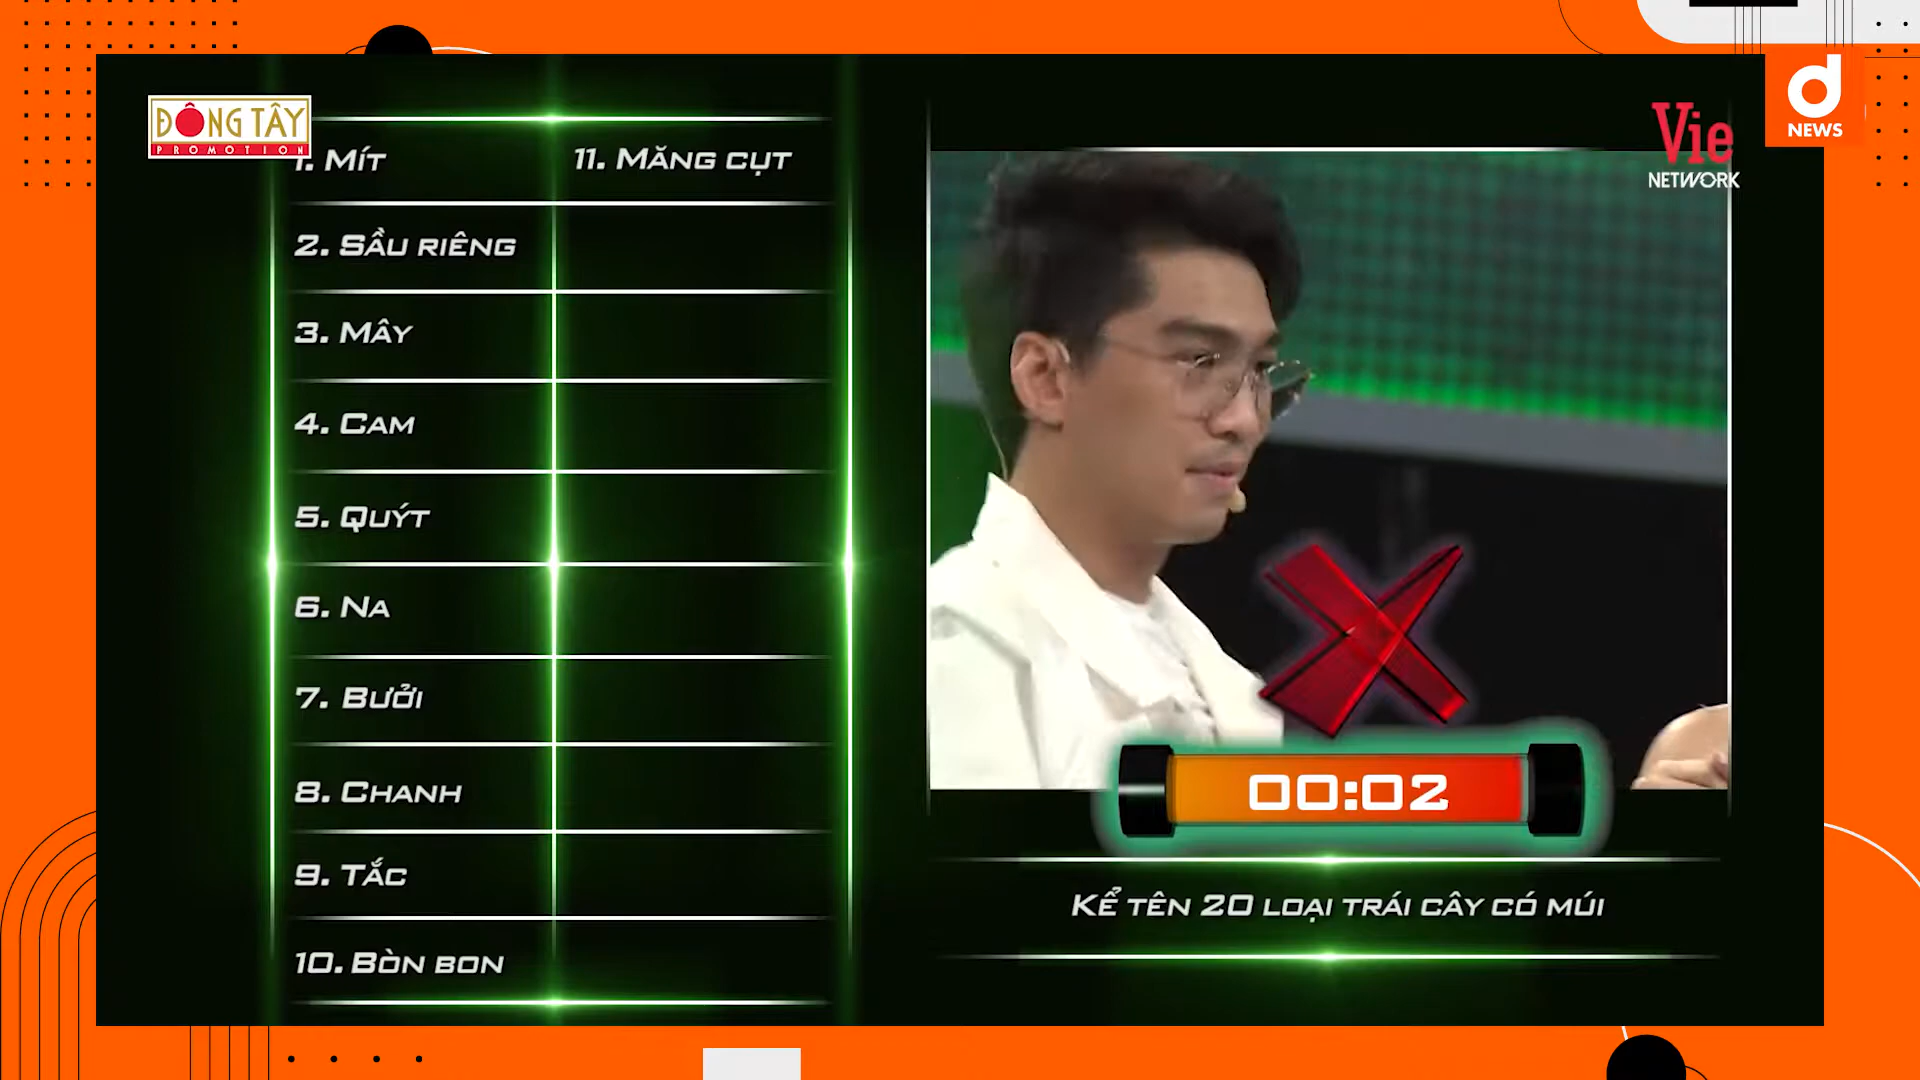 ĐÔNG TÂY
PROMOTION
1. MÍT
2. SẦU RIÊNG
3. MÂY
4. CAM
5. QUÝT
6. NA
7. BƯỞI
8. CHANH
9. TẮC
10. BÒN BON
11. MĂNG CỤT
Vie
NETWORK
d
NEWS
00:02
KỂ TÊN 20 LOẠI TRÁI CÂY CÓ MÚI